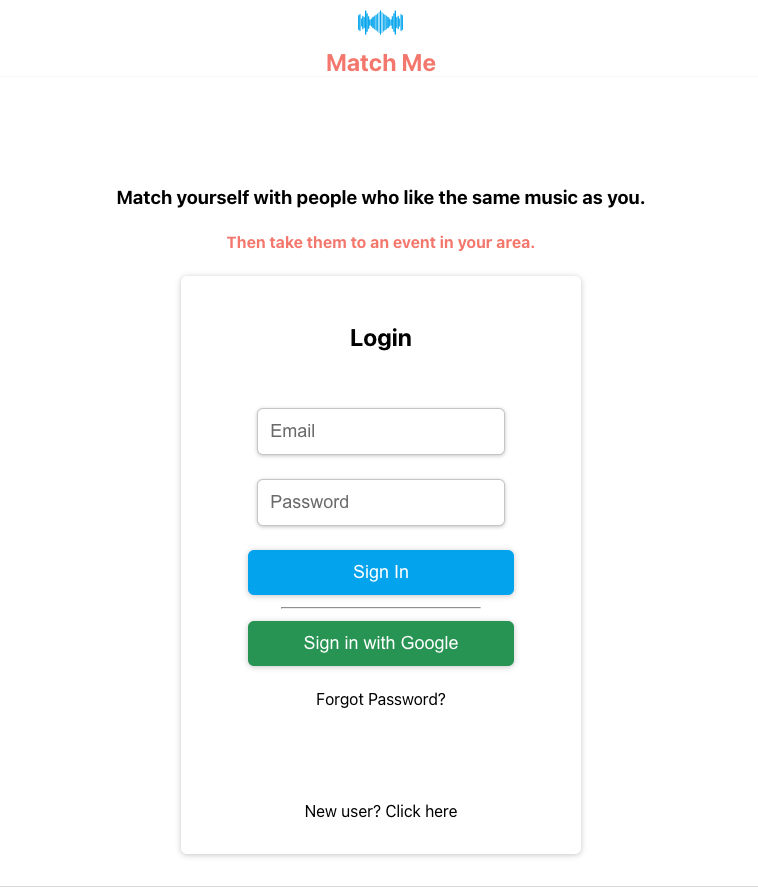 Match Me
Match yourself with people who like the same music as you.
Then take them to an event in your area.
Login
Email
Password
Sign In
Sign in with Google
Forgot Password?
New user? Click here